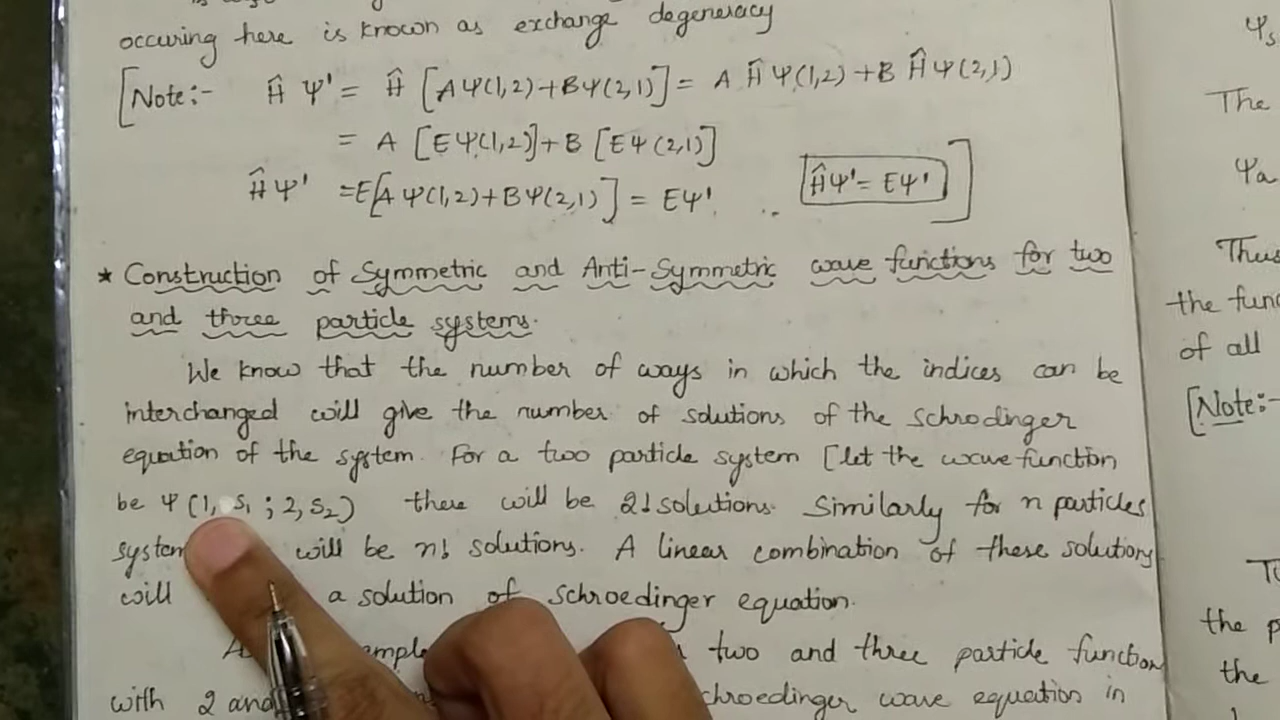 occuring here is known as exchange degeneracy
[Note:- Ĥ Ψ' = Ĥ [AΨ(1,2)+BΨ(2,1)] = A Ĥ Ψ(1,2) + B Ĥ Ψ(2,1)
= A [EΨ(1,2)] + B [EΨ(2,1)]
Ĥ Ψ' = E[A Ψ(1,2) + BΨ(2,1)] = EΨ' ∴ Ĥ Ψ' = EΨ' ]
* Construction of Symmetric and Anti-Symmetric wave functions for two
and three particle systems.
We know that the number of ways in which the indices can be
interchanged will give the number of solutions of the schrodinger
equation of the system. For a two particle system [let the wave function
be Ψ (1, S₁ ; 2, S₂) there will be 2! solutions. Similarly for n particles
system will be n! solutions. A linear combination of these solutions
will a solution of schroedinger equation.
two and three particle function
with 2 and schroedinger wave equation in
Ψs
The
Ψa
Thus
the func
of all
[Note:-
the p
the